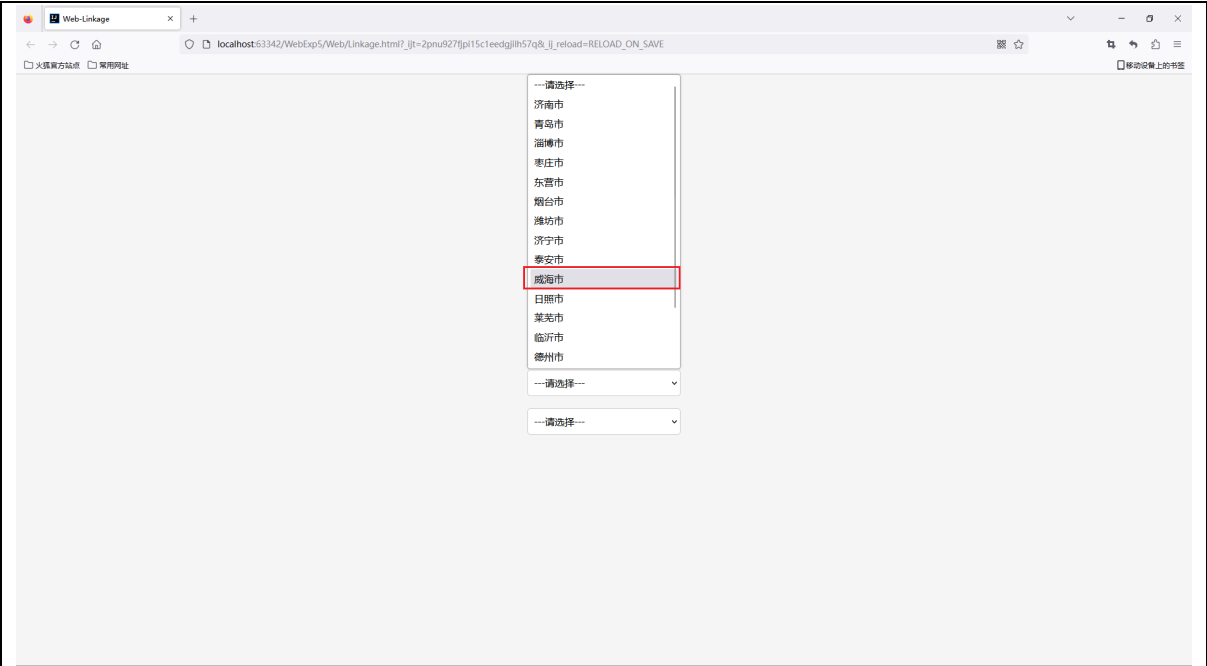 Web-Linkage
localhost:63342/WebExp5/Web/Linkage.html?_ijt=2pnu927fjpl15c1eedgjilh57q&_ij_reload=RELOAD_ON_SAVE
火狐官方站点 常用网址 移动设备上的书签
---请选择---
济南市
青岛市
淄博市
枣庄市
东营市
烟台市
潍坊市
济宁市
泰安市
威海市
日照市
莱芜市
临沂市
德州市
---请选择---
---请选择---